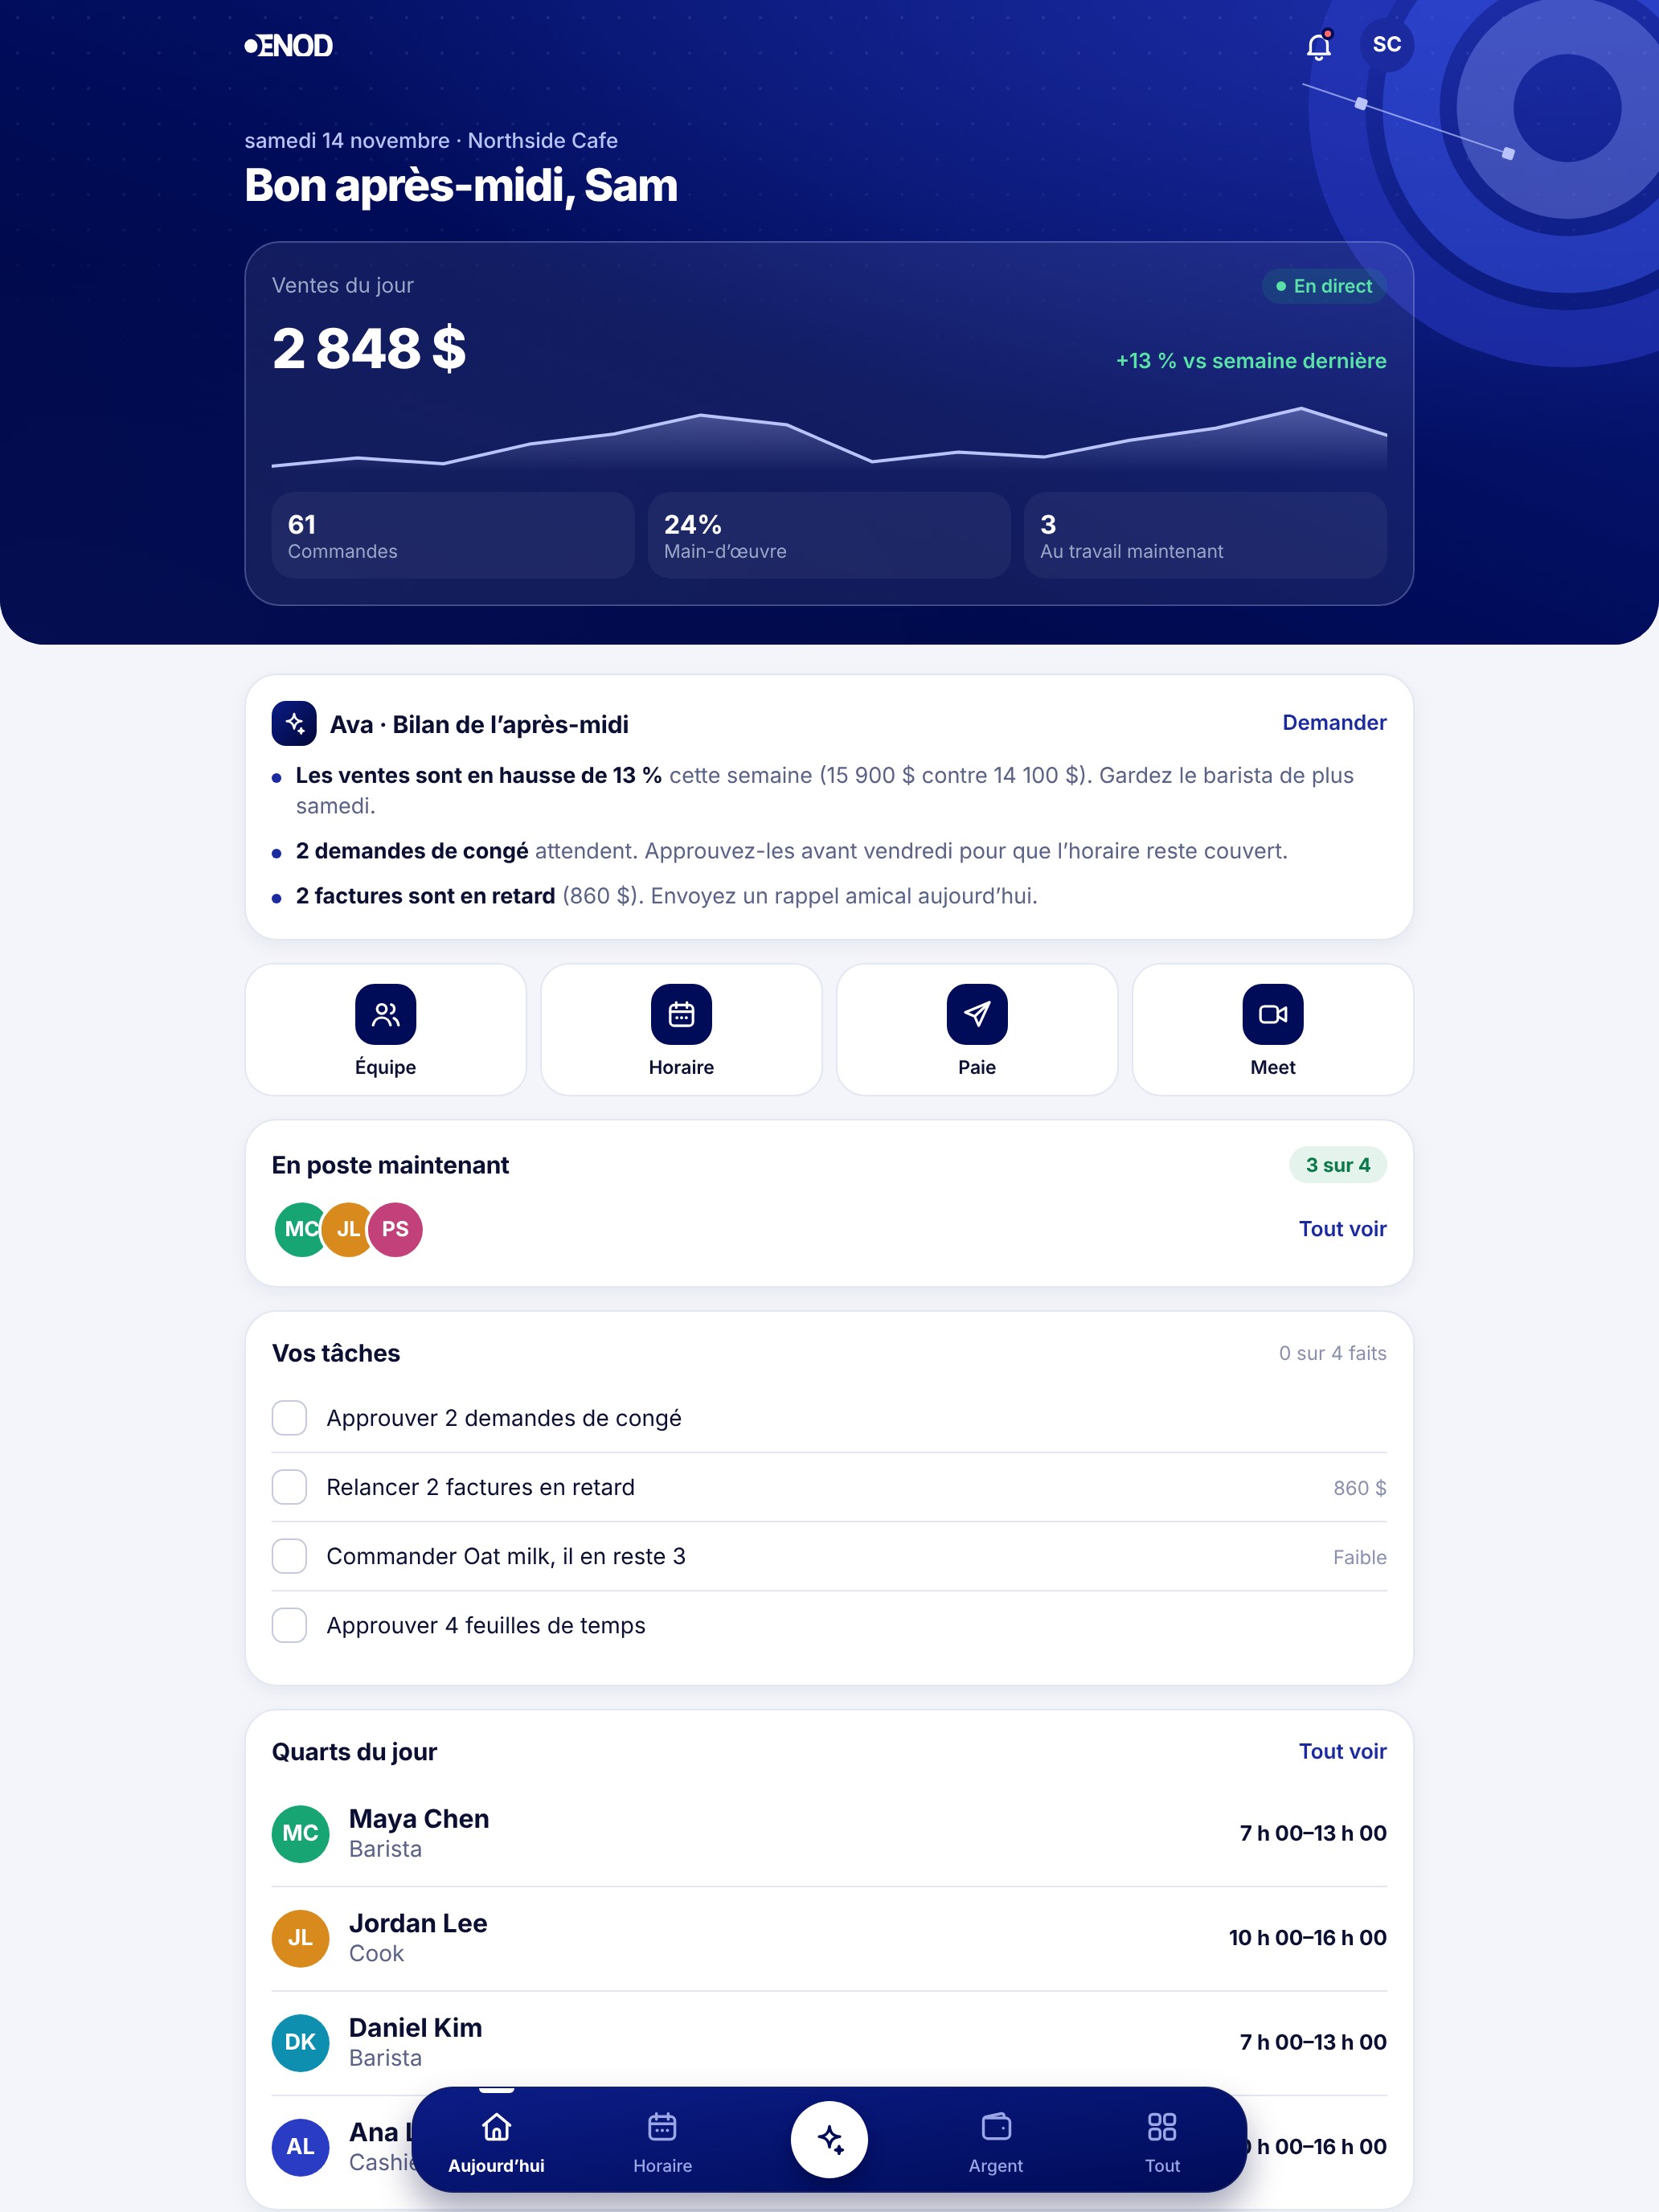 ENOD
SC
samedi 14 novembre · Northside Cafe
Bon après-midi, Sam
Ventes du jour
En direct
2 848 $
+13 % vs semaine dernière
61
Commandes
24%
Main-d’œuvre
3
Au travail maintenant
Ava · Bilan de l’après-midi
Demander
Les ventes sont en hausse de 13 % cette semaine (15 900 $ contre 14 100 $). Gardez le barista de plus
samedi.
2 demandes de congé attendent. Approuvez-les avant vendredi pour que l’horaire reste couvert.
2 factures sont en retard (860 $). Envoyez un rappel amical aujourd’hui.
Équipe
Horaire
Paie
Meet
En poste maintenant
3 sur 4
MC
JL
PS
Tout voir
Vos tâches
0 sur 4 faits
Approuver 2 demandes de congé
Relancer 2 factures en retard
860 $
Commander Oat milk, il en reste 3
Faible
Approuver 4 feuilles de temps
Quarts du jour
Tout voir
MC
Maya Chen
Barista
7 h 00–13 h 00
JL
Jordan Lee
Cook
10 h 00–16 h 00
DK
Daniel Kim
Barista
7 h 00–13 h 00
AL
Ana
h 00–16 h 00
Aujourd’hui
Horaire
Argent
Tout